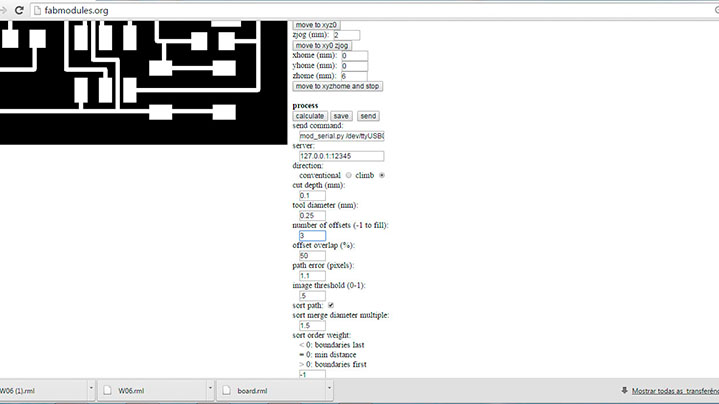 fabmodules.org
move to xyz0
zjog (mm): 2
move to xy0 zjog
xhome (mm): 0
yhome (mm): 0
zhome (mm): 6
move to xyzhome and stop
process
calculate save send
send command:
mod_serial.py /dev/ttyUSB0
server:
127.0.0.1:12345
direction:
conventional climb
cut depth (mm):
0.1
tool diameter (mm):
0.25
number of offsets (-1 to fill):
3
offset overlap (%):
50
path error (pixels):
1.1
image threshold (0-1):
.5
sort path:
sort merge diameter multiple:
1.5
sort order weight:
< 0: boundaries last
= 0: min distance
> 0: boundaries first
-1
W06 (1).rml W06.rml board.rml Mostrar todas as